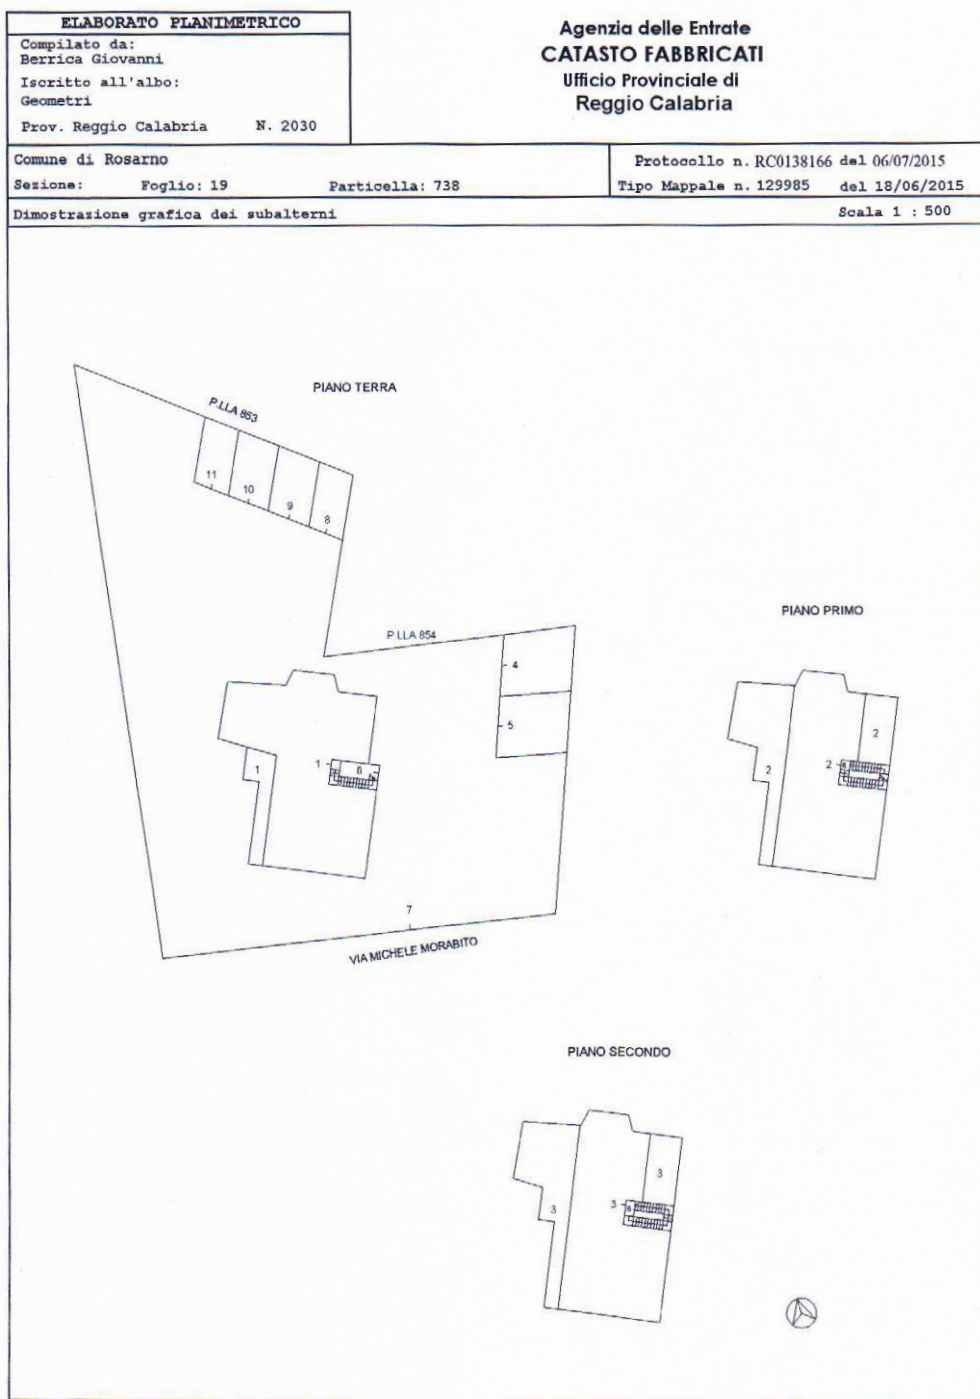 ELABORATO PLANIMETRICO
Compilato da:
Berrica Giovanni
Iscritto all'albo:
Geometri
Prov. Reggio Calabria N. 2030
Agenzia delle Entrate
CATASTO FABBRICATI
Ufficio Provinciale di
Reggio Calabria
Comune di Rosarno
Sezione: Foglio: 19 Particella: 738
Protocollo n. RC0138166 del 06/07/2015
Tipo Mappale n. 129985 del 18/06/2015
Dimostrazione grafica dei subalterni
Scala 1 : 500
PIANO TERRA
P.LLA 853
11
10
9
8
P.LLA 854
4
5
1
1
6
7
VIA MICHELE MORABITO
PIANO PRIMO
2
2
2
PIANO SECONDO
3
3
3